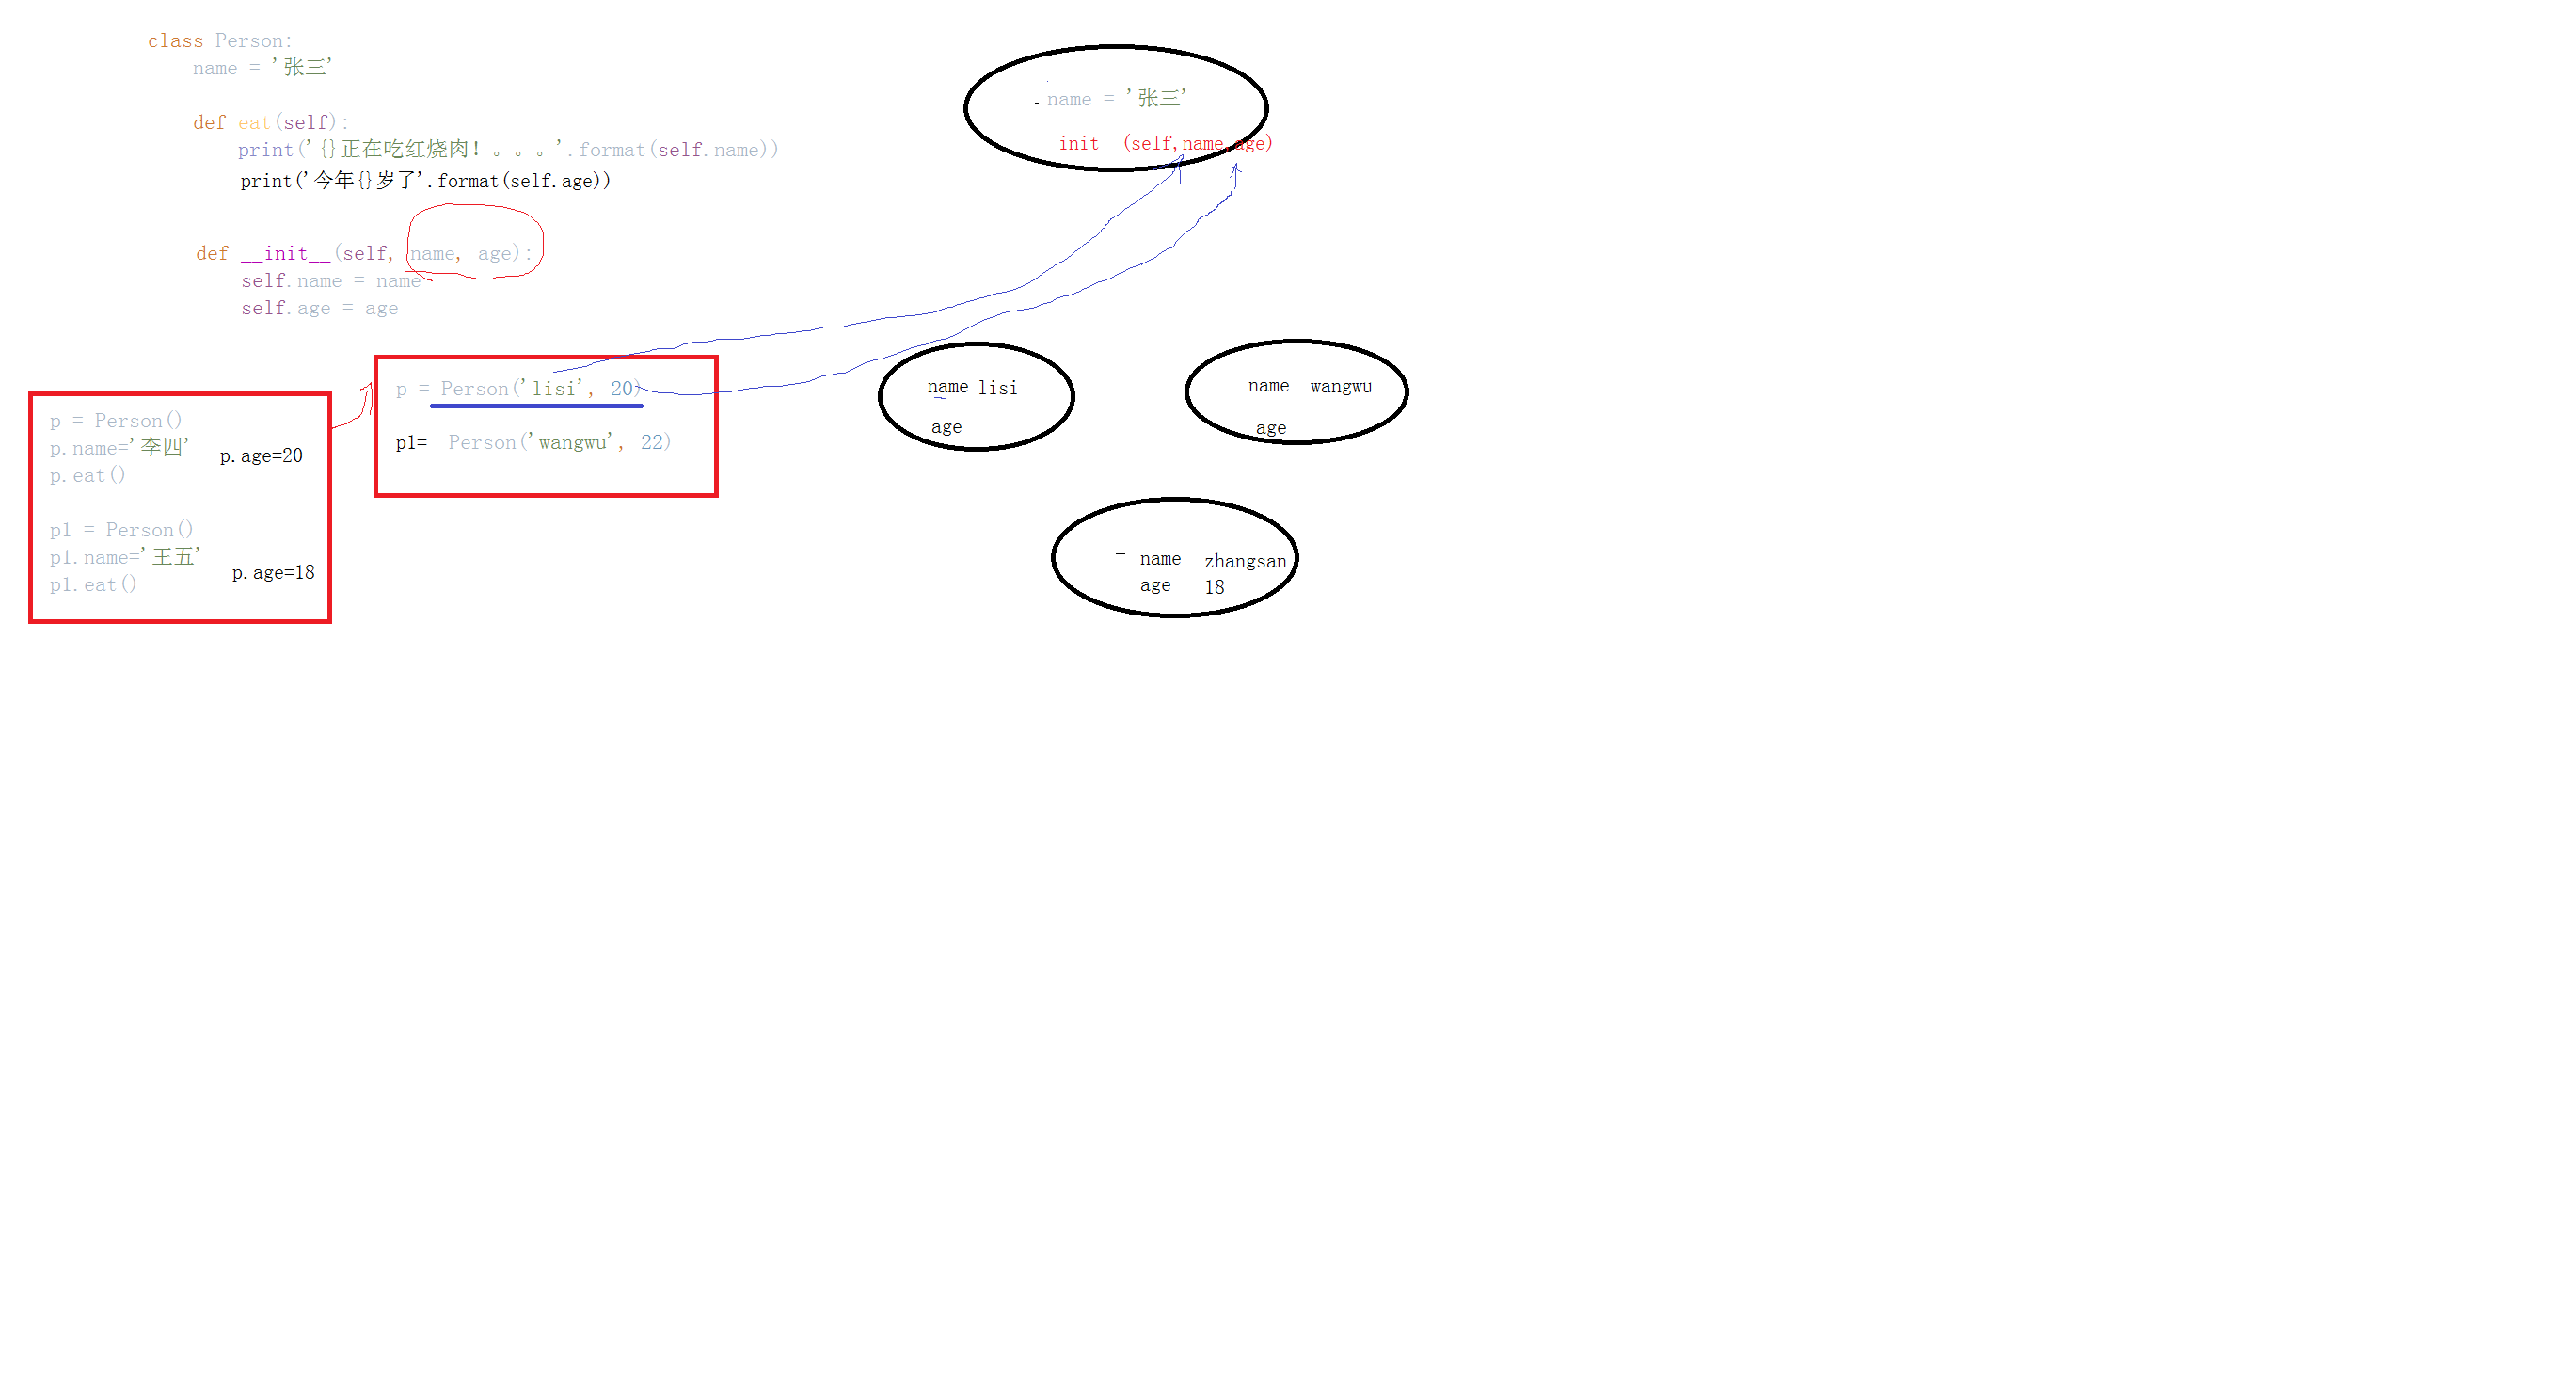 class Person:
name = '张三'
def eat(self):
print('{}正在吃红烧肉！。。。'.format(self.name))
print('今年{}岁了'.format(self.age))
def __init__(self, name, age):
self.name = name
self.age = age
p = Person()
p.name='李四'
p.age=20
p.eat()
p1 = Person()
p1.name='王五'
p.age=18
p1.eat()
p = Person('lisi', 20)
p1= Person('wangwu', 22)
name = '张三'
__init__(self,name,age)
name lisi
age
name wangwu
age
name zhangsan
age 18